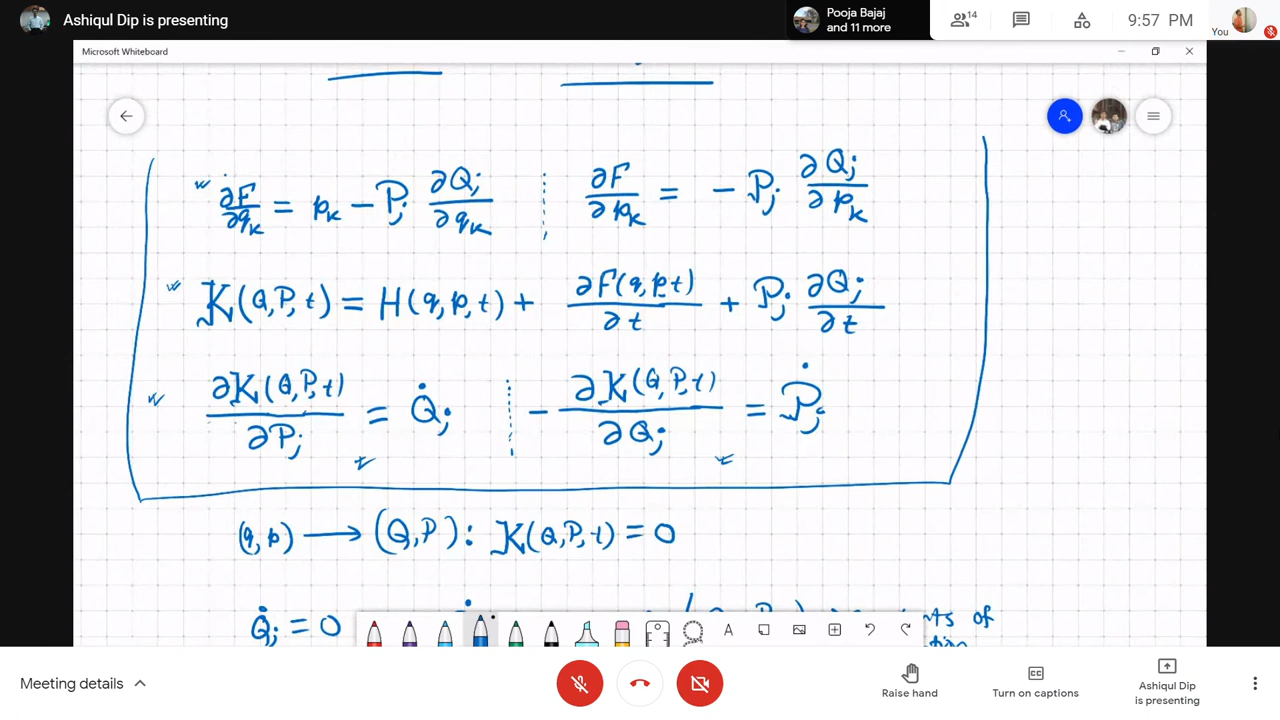 Ashiqul Dip is presenting
Pooja Bajaj
and 11 more
14
9:57 PM
You
Microsoft Whiteboard
∂F/∂q_k = p_k − P_j ∂Q_j/∂q_k ⋮ ∂F/∂p_k = − P_j ∂Q_j/∂p_k
K(Q,P,t) = H(q,p,t) + ∂F(q,p,t)/∂t + P_j ∂Q_j/∂t
∂K(Q,P,t)/∂P_j = Q̇_j ⋮ − ∂K(Q,P,t)/∂Q_j = Ṗ_j
(q,p) ⟶ (Q,P) : K(Q,P,t) = 0
Q̇_j = 0
of
A
Meeting details
Raise hand
Turn on captions
Ashiqul Dip
is presenting